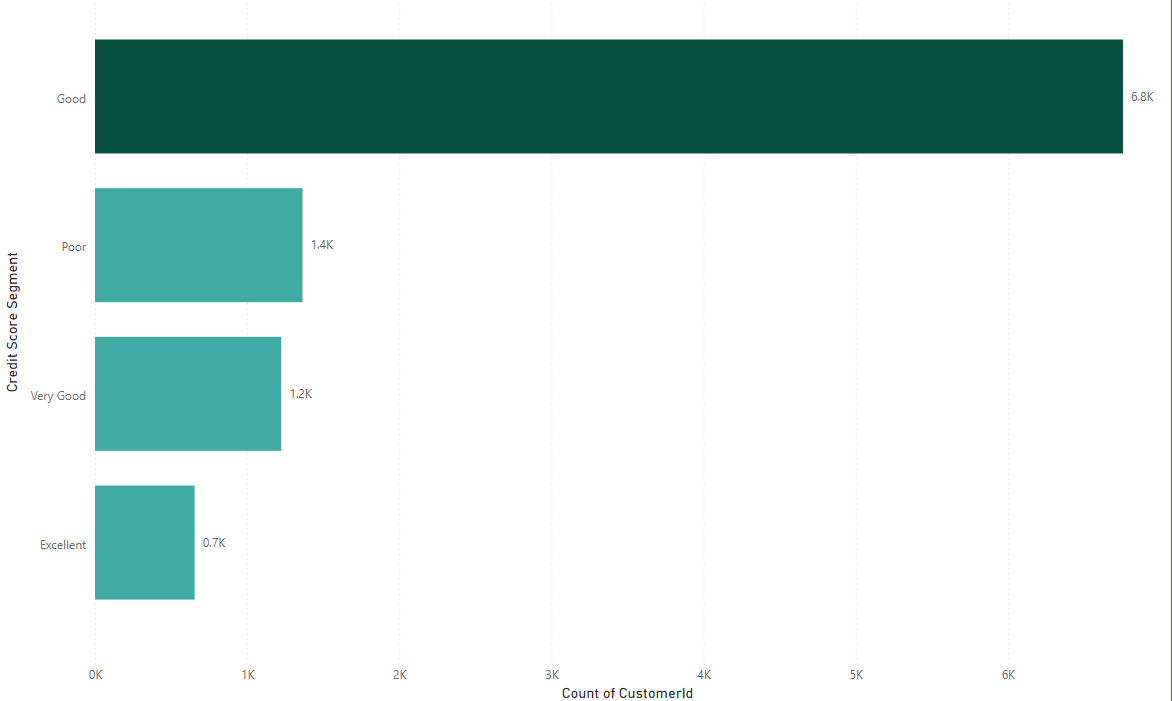 Credit Score Segment
Good
6.8K
Poor
1.4K
Very Good
1.2K
Excellent
0.7K
0K 1K 2K 3K 4K 5K 6K
Count of CustomerId